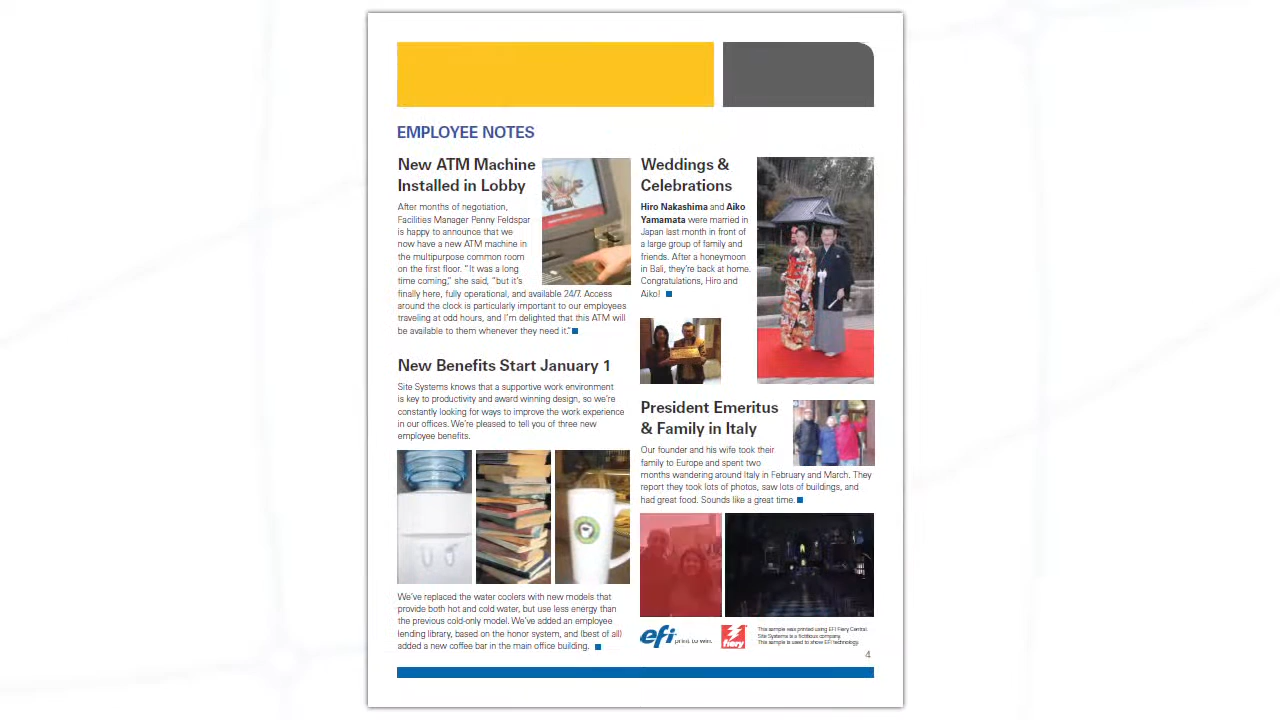 EMPLOYEE NOTES
New ATM Machine
Installed in Lobby
After months of negotiation,
Facilities Manager Penny Feldspar
is happy to announce that we
now have a new ATM machine in
the multipurpose common room
on the first floor. "It was a long
time coming," she said, "but it's
finally here, fully operational, and available 24/7. Access
around the clock is particularly important to our employees
traveling at odd hours, and I'm delighted that this ATM will
be available to them whenever they need it."
New Benefits Start January 1
Site Systems knows that a supportive work environment
is key to productivity and award winning design, so we're
constantly looking for ways to improve the work experience
in our offices. We're pleased to tell you of three new
employee benefits.
We've replaced the water coolers with new models that
provide both hot and cold water, but use less energy than
the previous cold-only model. We've added an employee
lending library, based on the honor system, and (best of all)
added a new coffee bar in the main office building.
Weddings &
Celebrations
Hiro Nakashima and Aiko
Yamamata were married in
Japan last month in front of
a large group of family and
friends. After a honeymoon
in Bali, they're back at home.
Congratulations, Hiro and
Aiko!
President Emeritus
& Family in Italy
Our founder and his wife took their
family to Europe and spent two
months wandering around Italy in February and March. They
report they took lots of photos, saw lots of buildings, and
had great food. Sounds like a great time.
efi print to win.
fiery
This sample was printed using EFI Fiery Central.
Site Systems is a fictitious company.
This sample is used to show EFI technology.
4